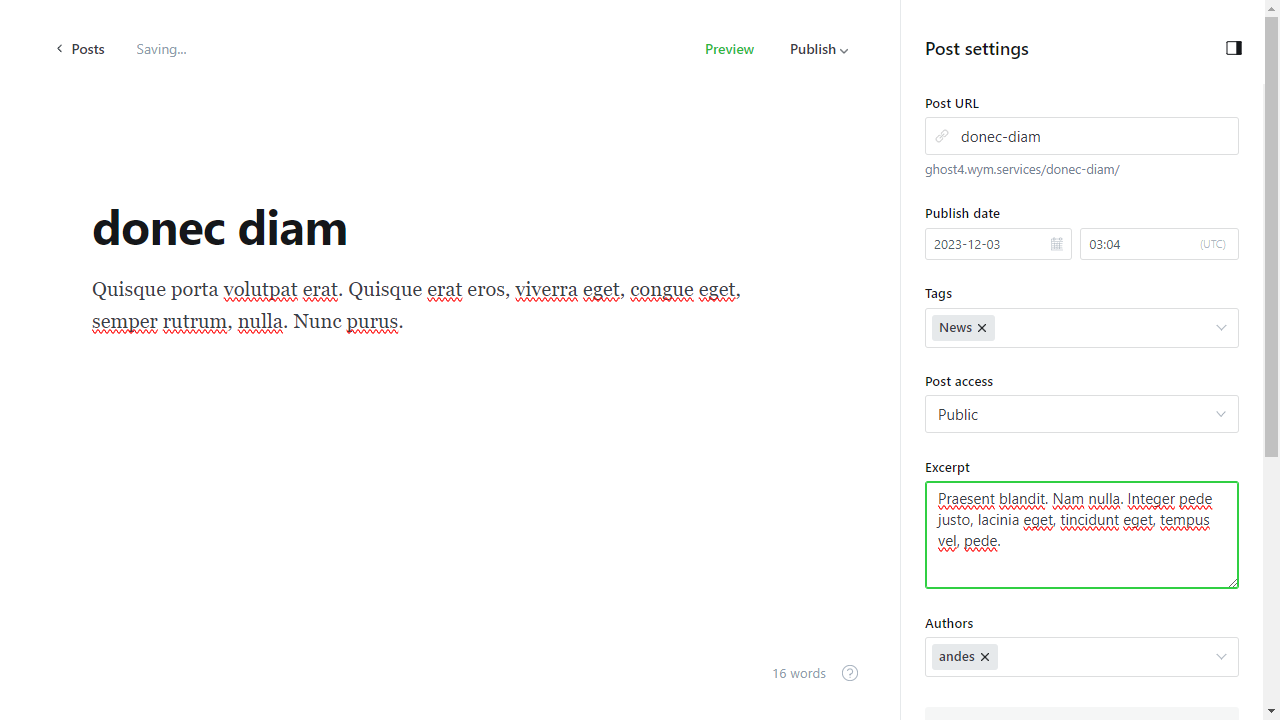 Posts
Saving...
Preview
Publish
donec diam
Quisque porta volutpat erat. Quisque erat eros, viverra eget, congue eget,
semper rutrum, nulla. Nunc purus.
16 words
?
Post settings
Post URL
donec-diam
ghost4.wym.services/donec-diam/
Publish date
2023-12-03
03:04
(UTC)
Tags
News
Post access
Public
Excerpt
Praesent blandit. Nam nulla. Integer pede
justo, lacinia eget, tincidunt eget, tempus
vel, pede.
Authors
andes